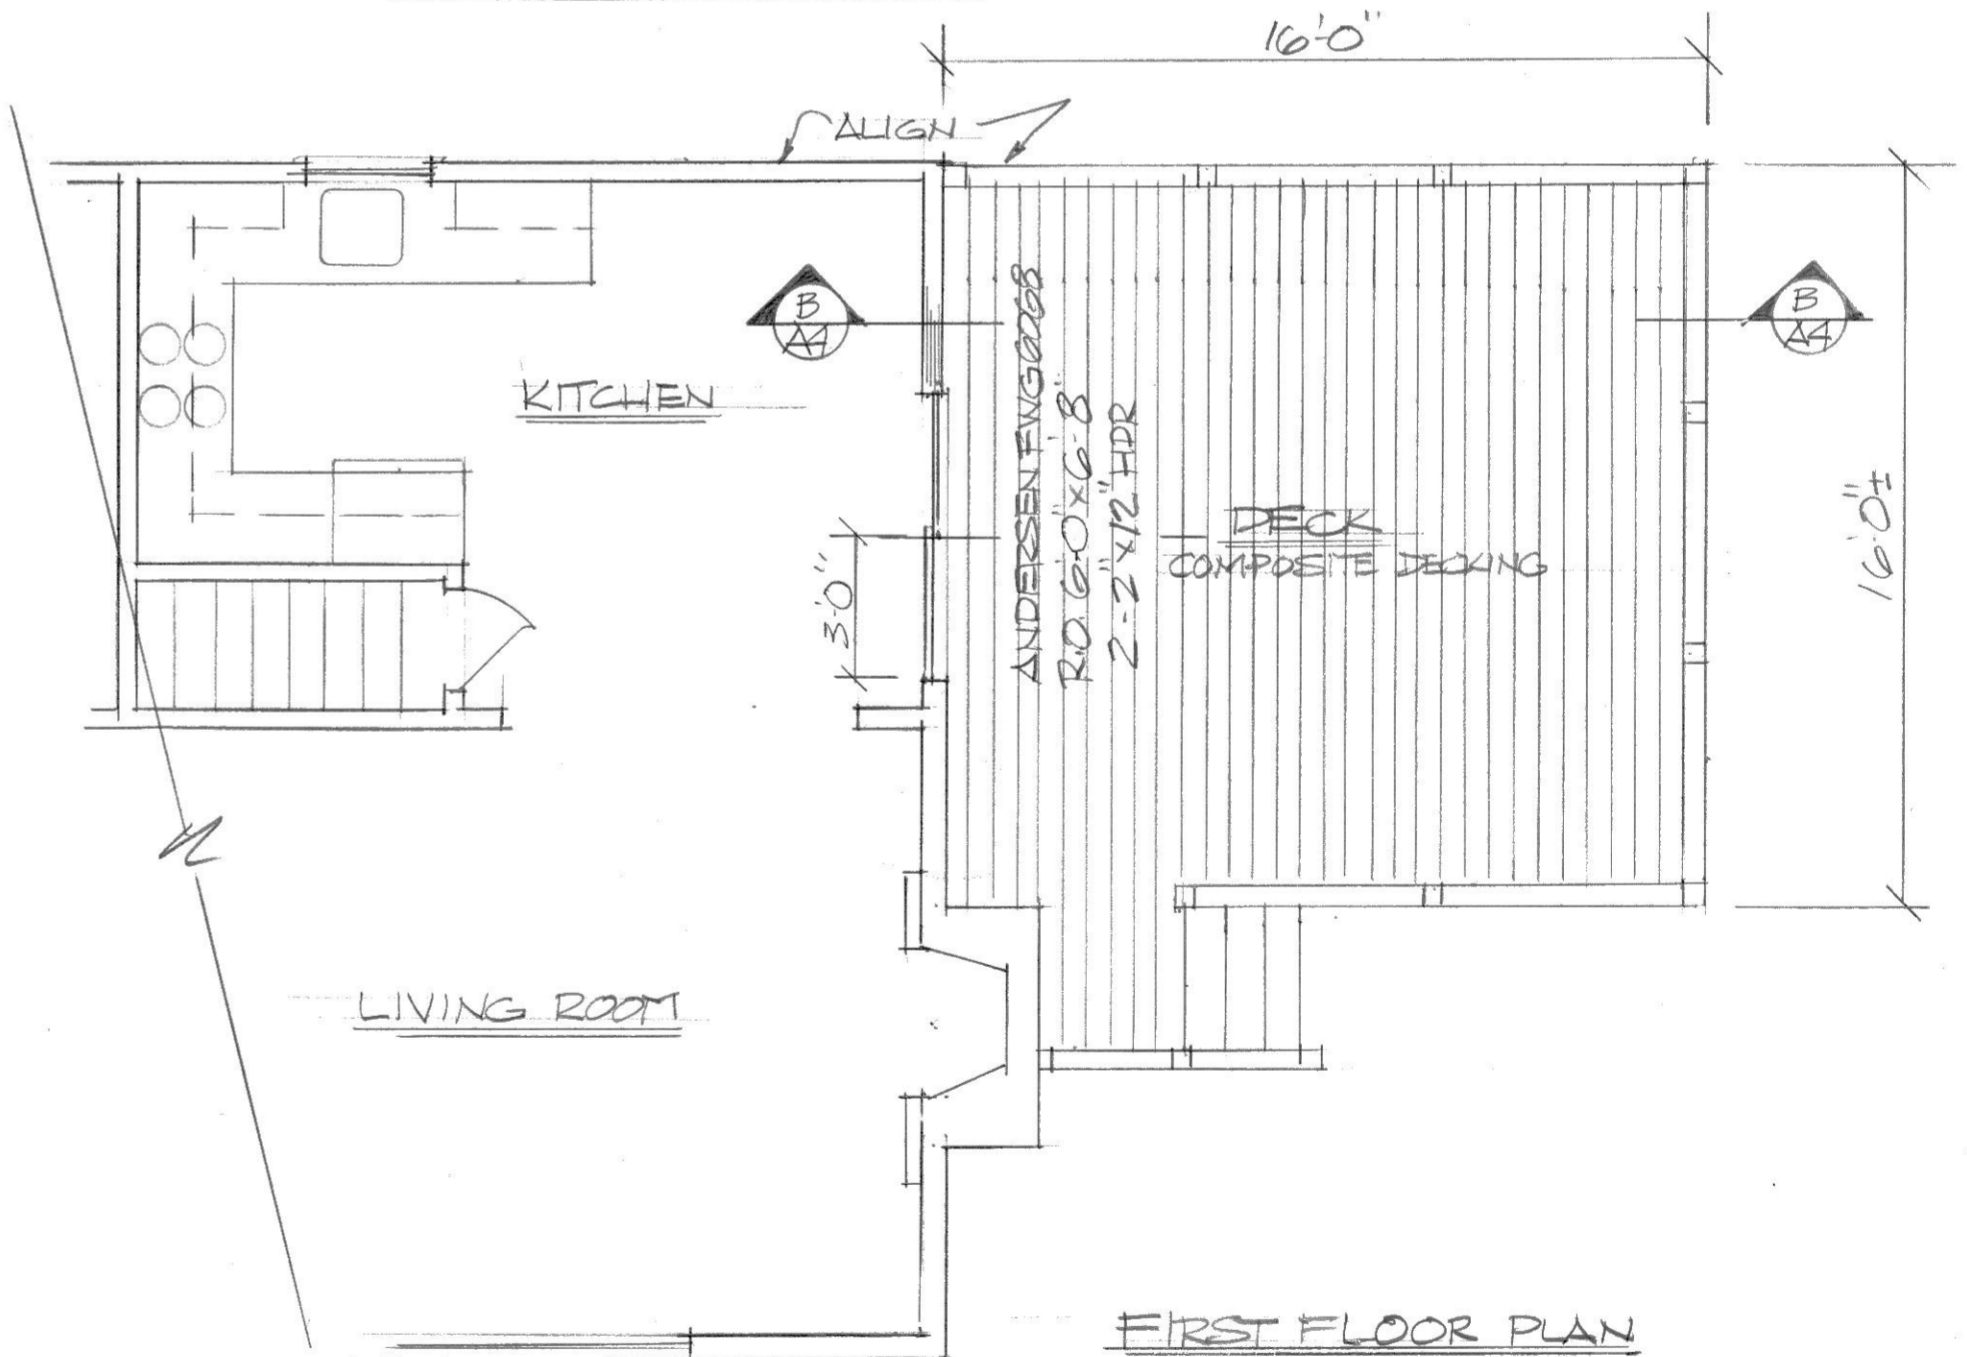 16'-0"
ALIGN
B
A4
B
A4
KITCHEN
ANDERSEN FWG6068
R.O. 6'-0" x 6'-8"
2-2"x12" HDR
DECK
COMPOSITE DECKING
3'-0"
16'-0"±
LIVING ROOM
FIRST FLOOR PLAN